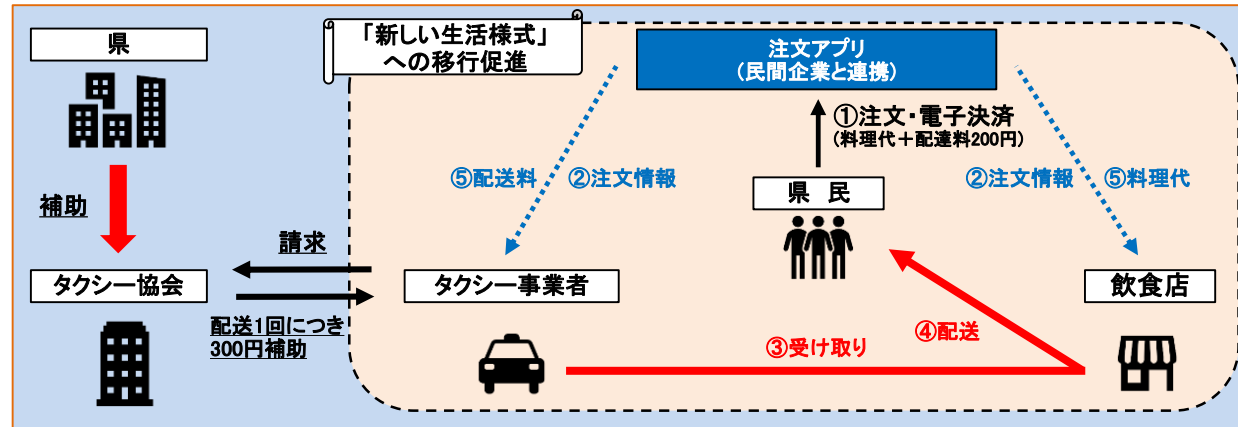 県
「新しい生活様式」
への移行促進
注文アプリ
(民間企業と連携)
①注文・電子決済
(料理代＋配達料200円)
⑤配送料
②注文情報
②注文情報
⑤料理代
県 民
補助
請求
タクシー協会
タクシー事業者
飲食店
配送1回につき
300円補助
③受け取り
④配送